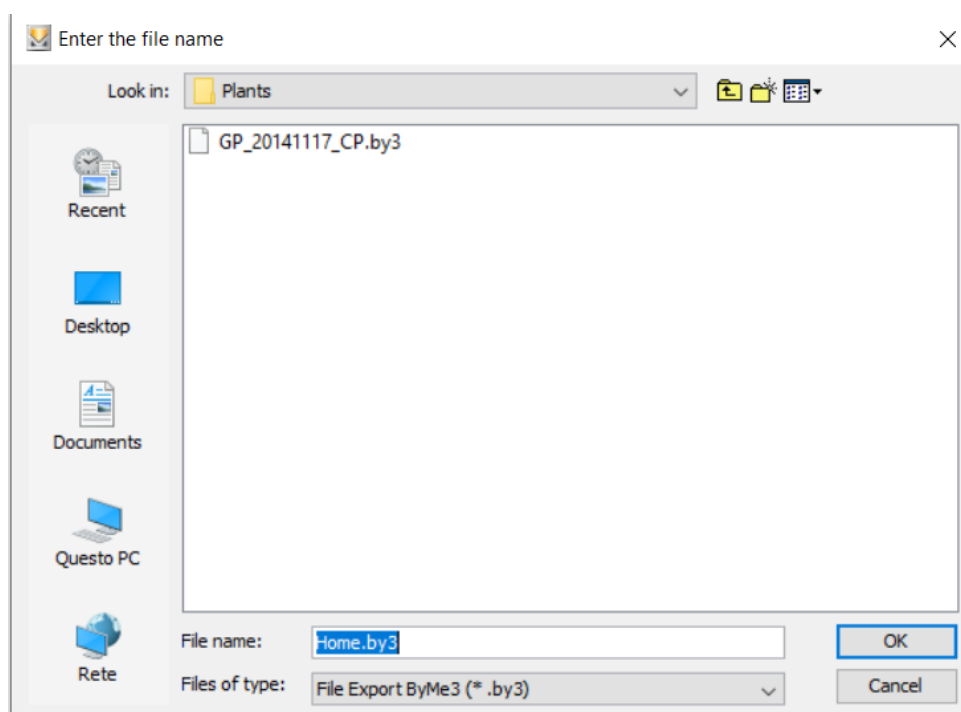 Enter the file name
Look in: Plants
GP_20141117_CP.by3
Recent
Desktop
Documents
Questo PC
Rete
File name: Home.by3 OK
Files of type: File Export ByMe3 (* .by3) Cancel